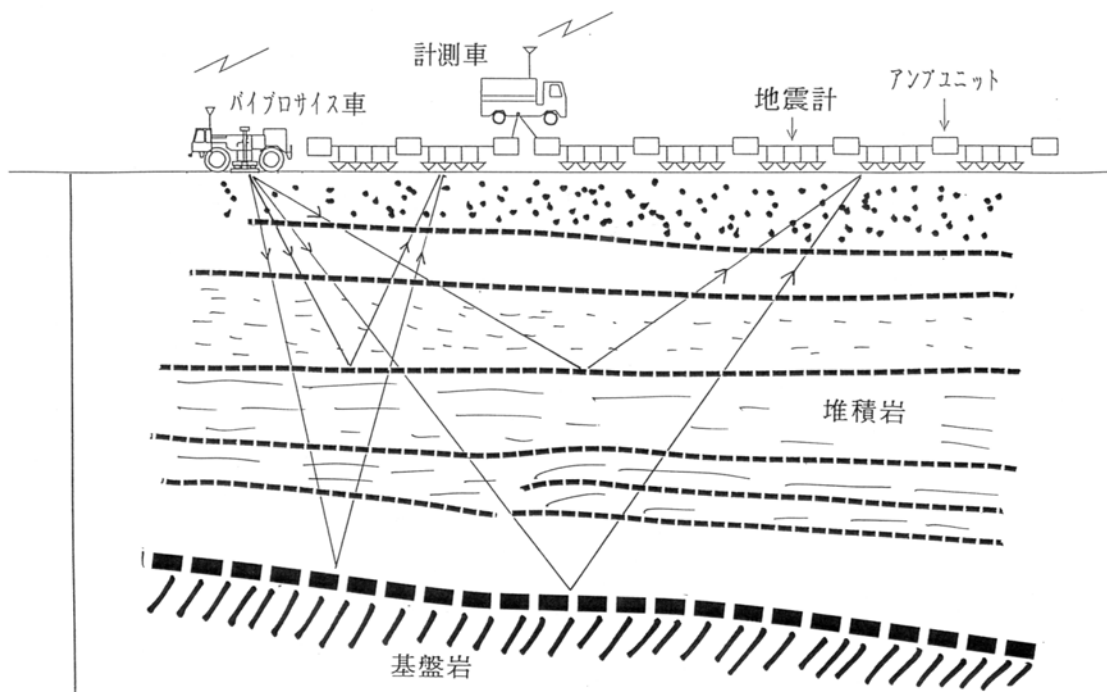 計測車
バイブロサイス車
地震計
アンプユニット
堆積岩
基盤岩